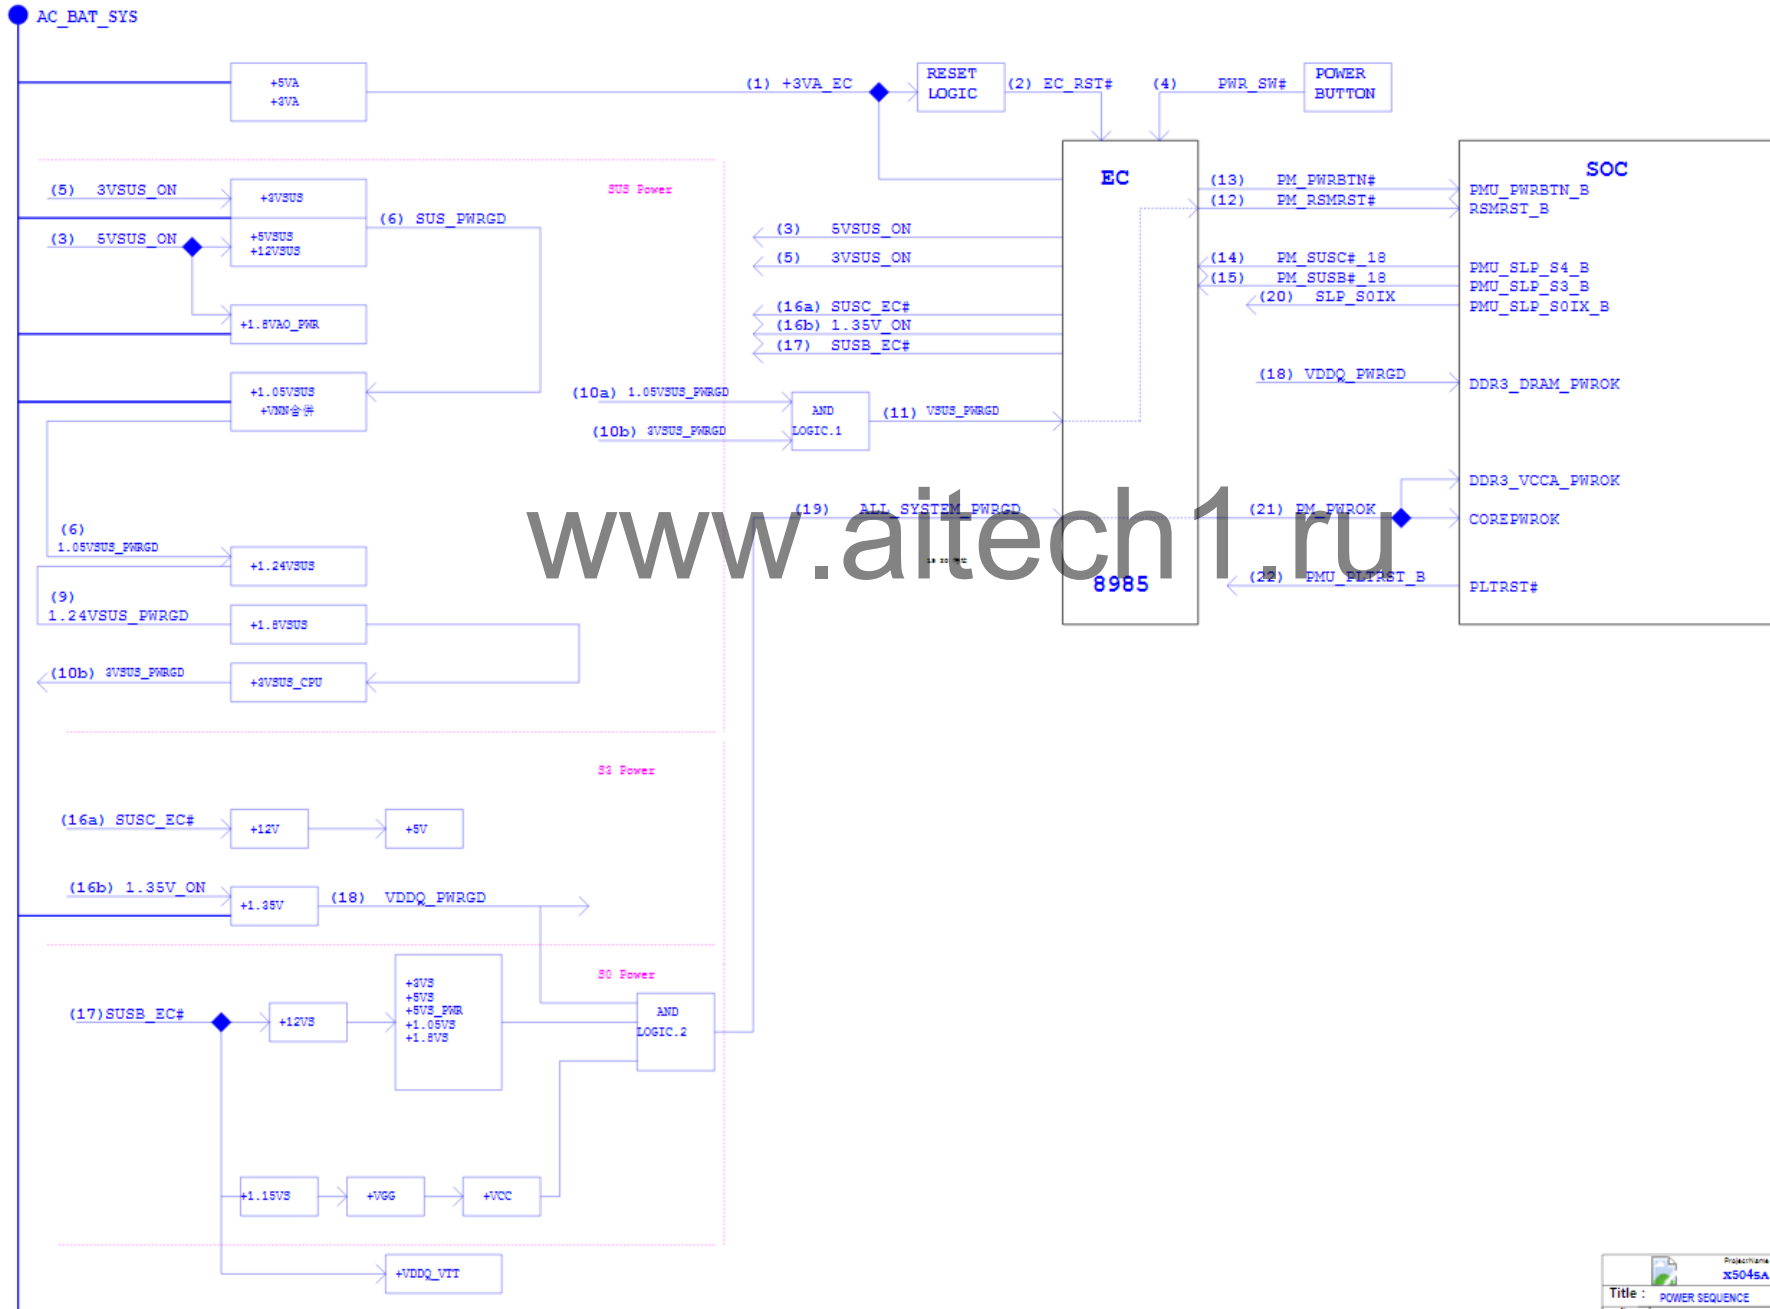 AC_BAT_SYS
+5VA
+3VA
(1) +3VA_EC
RESET
LOGIC
(2) EC_RST#
(4) PWR_SW#
POWER
BUTTON
SUS Power
(5) 3VSUS_ON
+3VSUS
(6) SUS_PWRGD
(3) 5VSUS_ON
+5VSUS
+12VSUS
+1.8VAO_PWR
+1.05VSUS
+VNN合併
(6)
1.05VSUS_PWRGD
+1.24VSUS
(9)
1.24VSUS_PWRGD
+1.8VSUS
(10b) 3VSUS_PWRGD
+3VSUS_CPU
EC
(3) 5VSUS_ON
(5) 3VSUS_ON
(16a) SUSC_EC#
(16b) 1.35V_ON
(17) SUSB_EC#
(10a) 1.05VSUS_PWRGD
(10b) 3VSUS_PWRGD
AND
LOGIC.1
(11) VSUS_PWRGD
(19) ALL_SYSTEM_PWRGD
8985
SOC
(13) PM_PWRBTN#
PMU_PWRBTN_B
(12) PM_RSMRST#
RSMRST_B
(14) PM_SUSC#_18
PMU_SLP_S4_B
(15) PM_SUSB#_18
PMU_SLP_S3_B
(20) SLP_S0IX
PMU_SLP_S0IX_B
(18) VDDQ_PWRGD
DDR3_DRAM_PWROK
DDR3_VCCA_PWROK
(21) PM_PWROK
COREPWROK
(22) PMU_PLTRST_B
PLTRST#
www.aitech1.ru
S3 Power
(16a) SUSC_EC#
+12V
+5V
(16b) 1.35V_ON
+1.35V
(18) VDDQ_PWRGD
S0 Power
(17)SUSB_EC#
+12VS
+3VS
+5VS
+5VS_PWR
+1.05VS
+1.8VS
AND
LOGIC.2
+1.15VS
+VGG
+VCC
+VDDQ_VTT
ProjectName
X504SA
Title :
POWER SEQUENCE